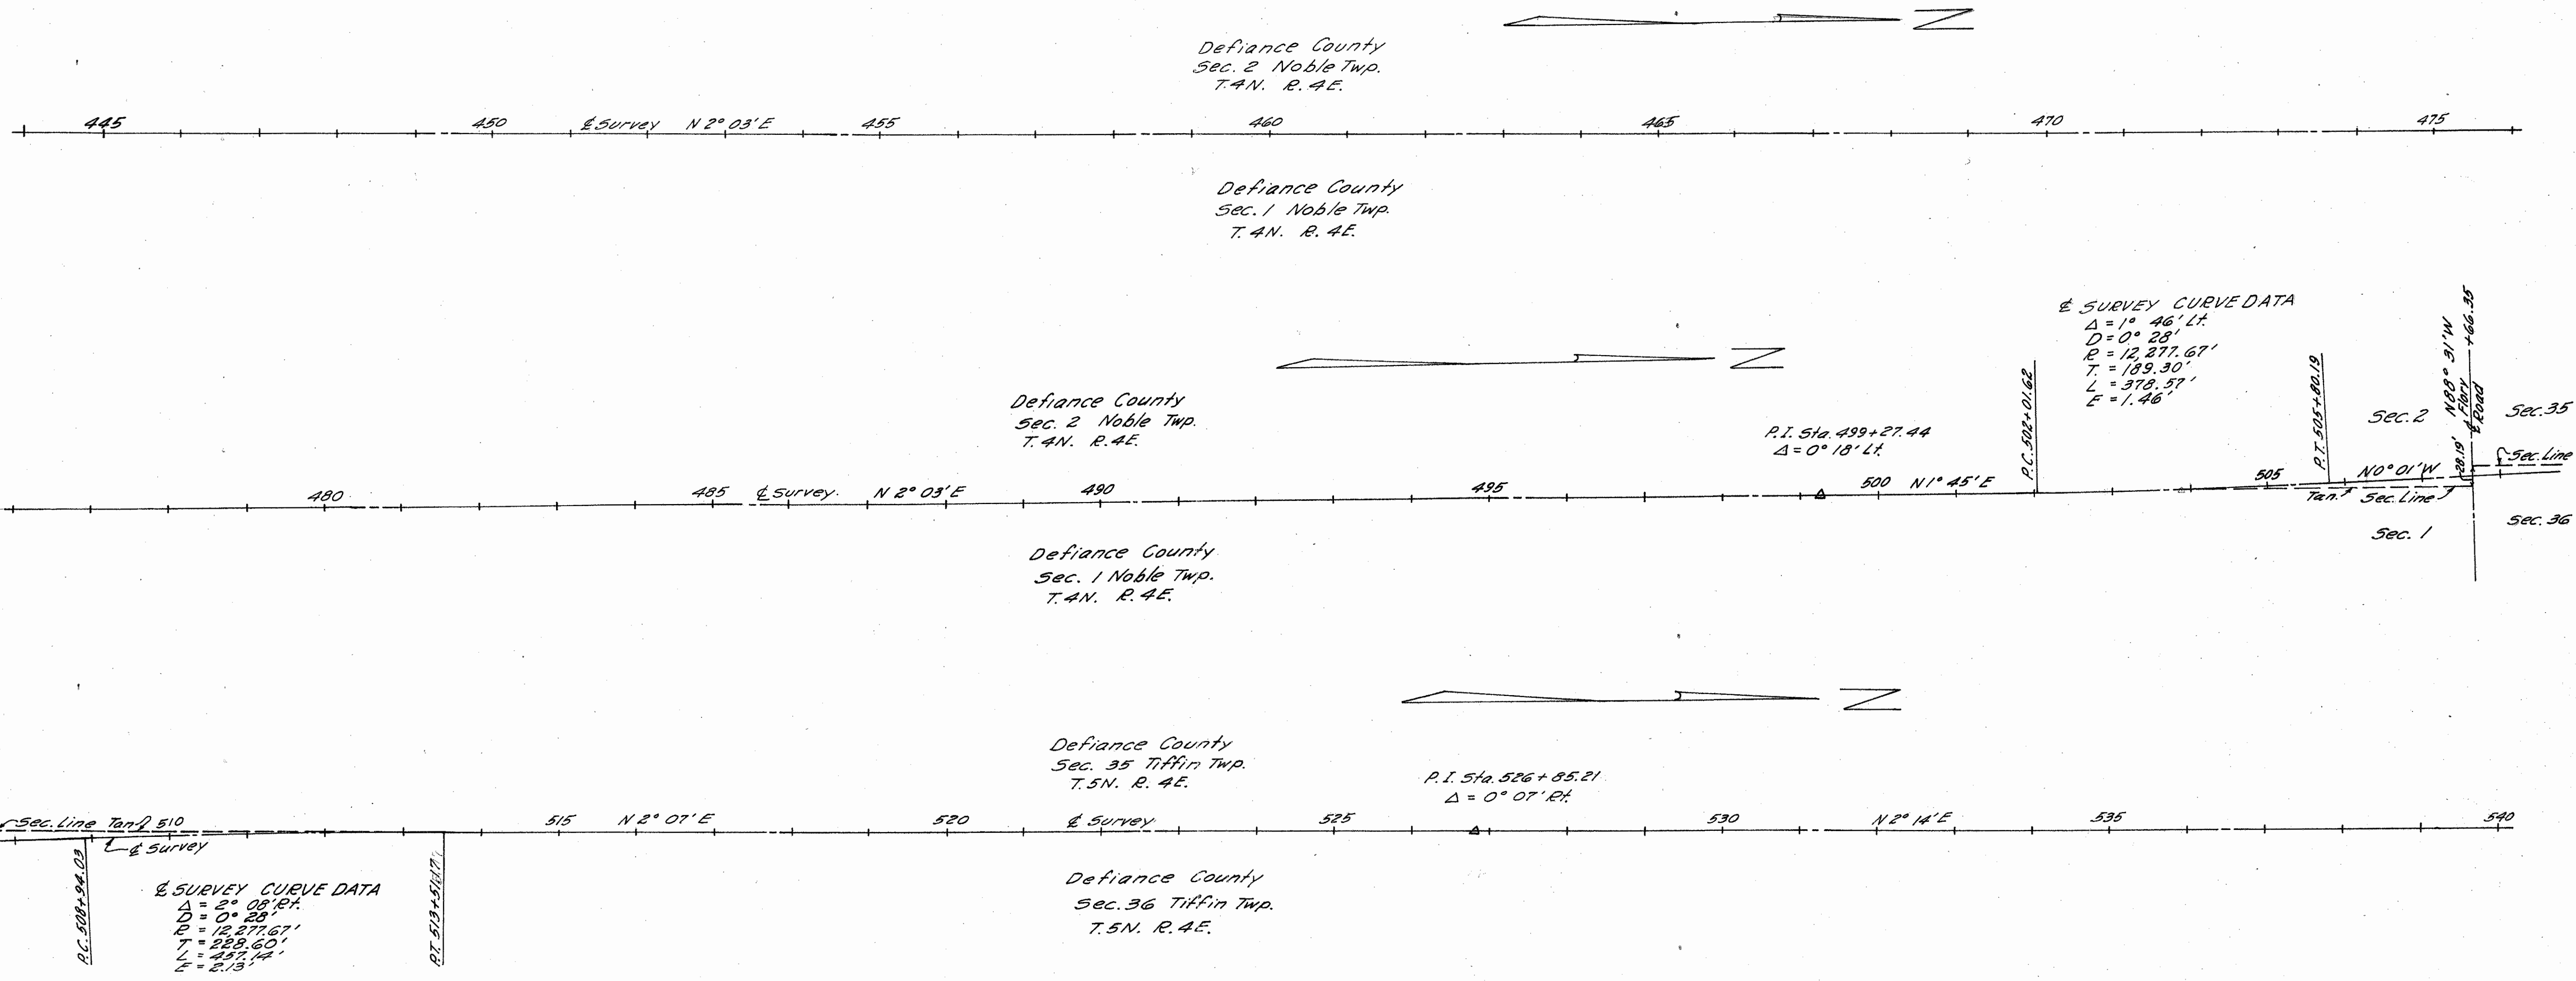 N
Defiance County
Sec. 2 Noble Twp.
T.4N. R.4E.
445 450 ℄ Survey N 2° 03' E 455 460 465 470 475
Defiance County
Sec. 1 Noble Twp.
T.4N. R.4E.
N
℄ SURVEY CURVE DATA
Δ = 1° 46' Lt.
D = 0° 28'
R = 12,277.67'
T. = 189.30'
L = 378.57'
E = 1.46'
Defiance County
Sec. 2 Noble Twp.
T.4N. R.4E.
P.I. Sta. 499+27.44
Δ = 0° 18' Lt.
P.C. 502+01.62
P.T. 505+80.19
Sec. 2
28.19'
N88° 31' W
Flory
℄ Road
+66.35
Sec. 35
480 485 ℄ Survey. N 2° 03' E 490 495 500 N 1° 45' E 505 N 0° 01' W
Sec. Line
Tan. Sec. Line
Sec. 1
Sec. 36
Defiance County
Sec. 1 Noble Twp.
T.4N. R.4E.
N
Defiance County
Sec. 35 Tiffin Twp.
T.5N. R.4E.
P.I. Sta. 526+85.21
Δ = 0° 07' Rt.
Sec. Line Tan. 510 515 N 2° 07' E 520 ℄ Survey 525 530 N 2° 14' E 535 540
℄ Survey
P.C. 508+94.03
℄ SURVEY CURVE DATA
Δ = 2° 08' Rt.
D = 0° 28'
R = 12,277.67'
T = 228.60'
L = 457.14'
E = 2.13'
P.T. 513+51.17
Defiance County
Sec. 36 Tiffin Twp.
T.5N. R.4E.